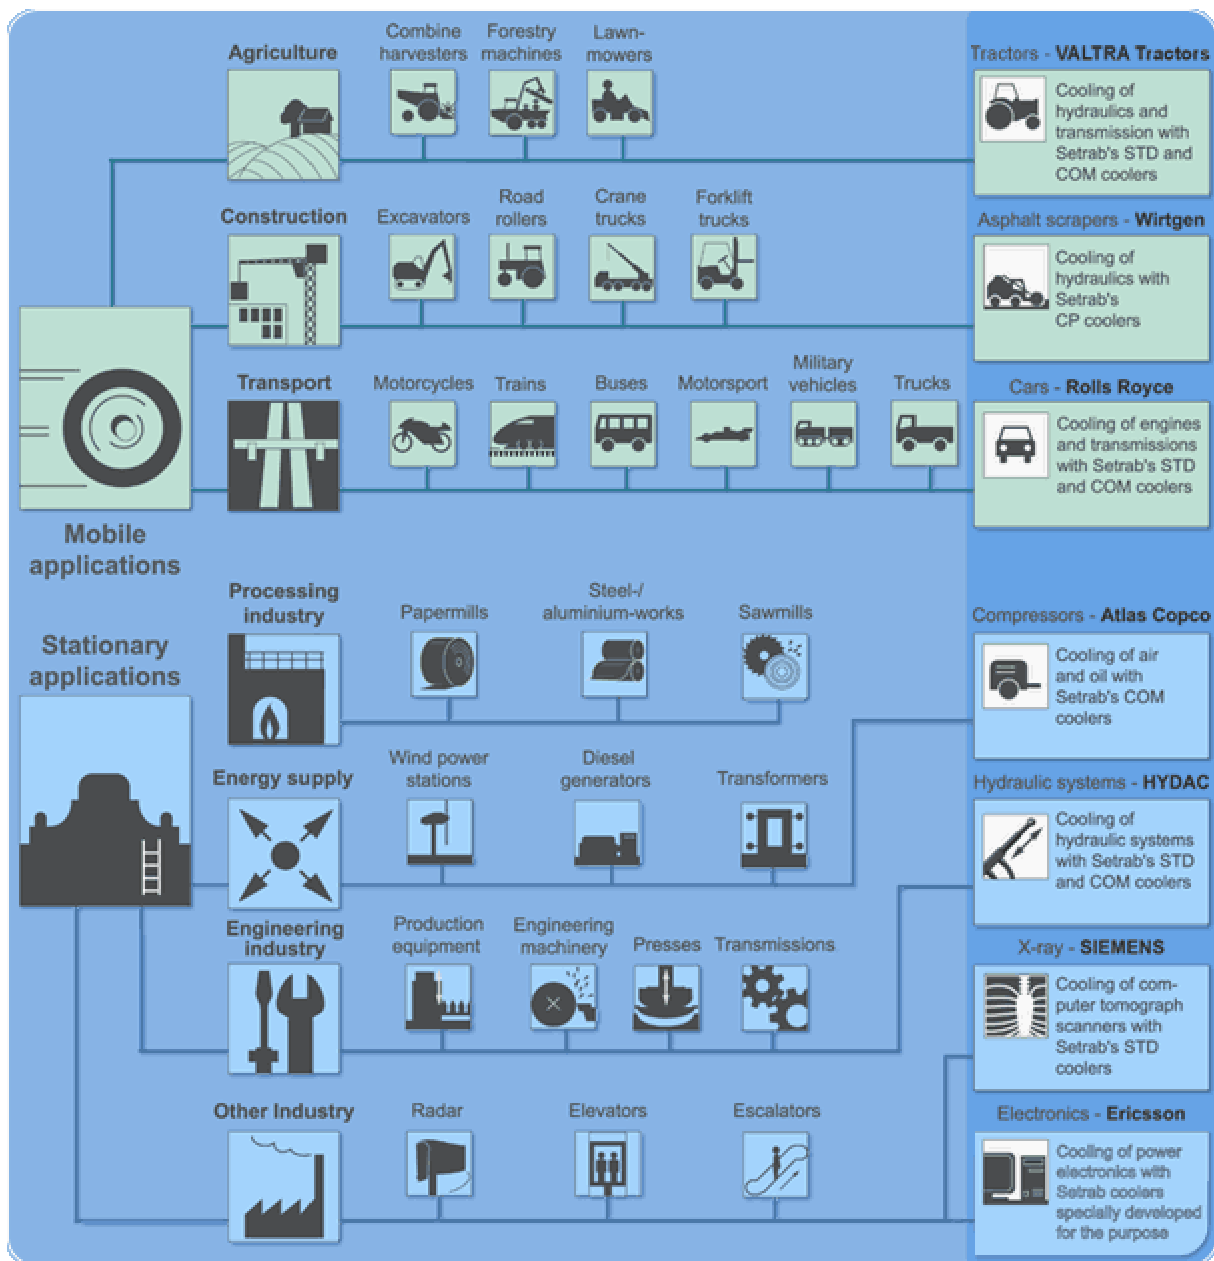 Agriculture
Combine
harvesters
Forestry
machines
Lawn-
mowers
Tractors - VALTRA Tractors
Cooling of
hydraulics and
transmission with
Setrab's STD and
COM coolers
Construction
Excavators
Road
rollers
Crane
trucks
Forklift
trucks
Asphalt scrapers - Wirtgen
Cooling of
hydraulics with
Setrab's
CP coolers
Transport
Motorcycles
Trains
Buses
Motorsport
Military
vehicles
Trucks
Cars - Rolls Royce
Cooling of engines
and transmissions
with Setrab's STD
and COM coolers
Mobile
applications
Stationary
applications
Processing
industry
Papermills
Steel-/
aluminium-works
Sawmills
Compressors - Atlas Copco
Cooling of air
and oil with
Setrab's COM
coolers
Energy supply
Wind power
stations
Diesel
generators
Transformers
Hydraulic systems - HYDAC
Cooling of
hydraulic systems
with Setrab's STD
and COM coolers
Engineering
industry
Production
equipment
Engineering
machinery
Presses
Transmissions
X-ray - SIEMENS
Cooling of com-
puter tomograph
scanners with
Setrab's STD
coolers
Other Industry
Radar
Elevators
Escalators
Electronics - Ericsson
Cooling of power
electronics with
Setrab coolers
specially developed
for the purpose